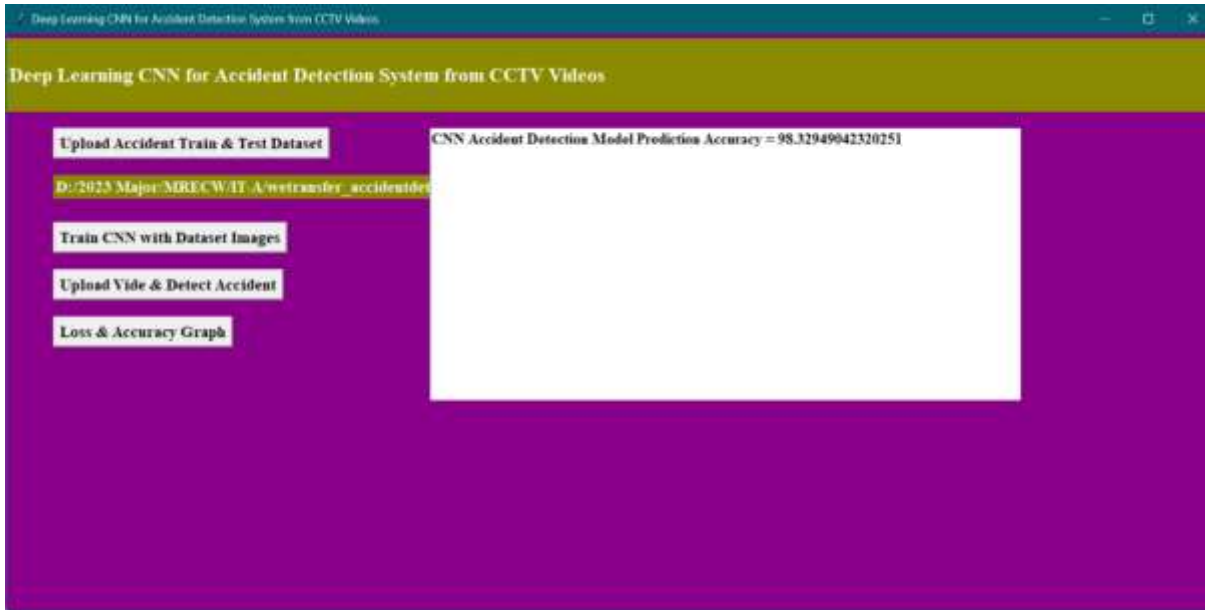 Deep Learning CNN for Accident Detection System from CCTV Videos
Deep Learning CNN for Accident Detection System from CCTV Videos
Upload Accident Train & Test Dataset
CNN Accident Detection Model Prediction Accuracy = 98.32949042320251
D:/2023 Major/MRECW/IT-A/wetransfer_accidentdet
Train CNN with Dataset Images
Upload Vide & Detect Accident
Loss & Accuracy Graph